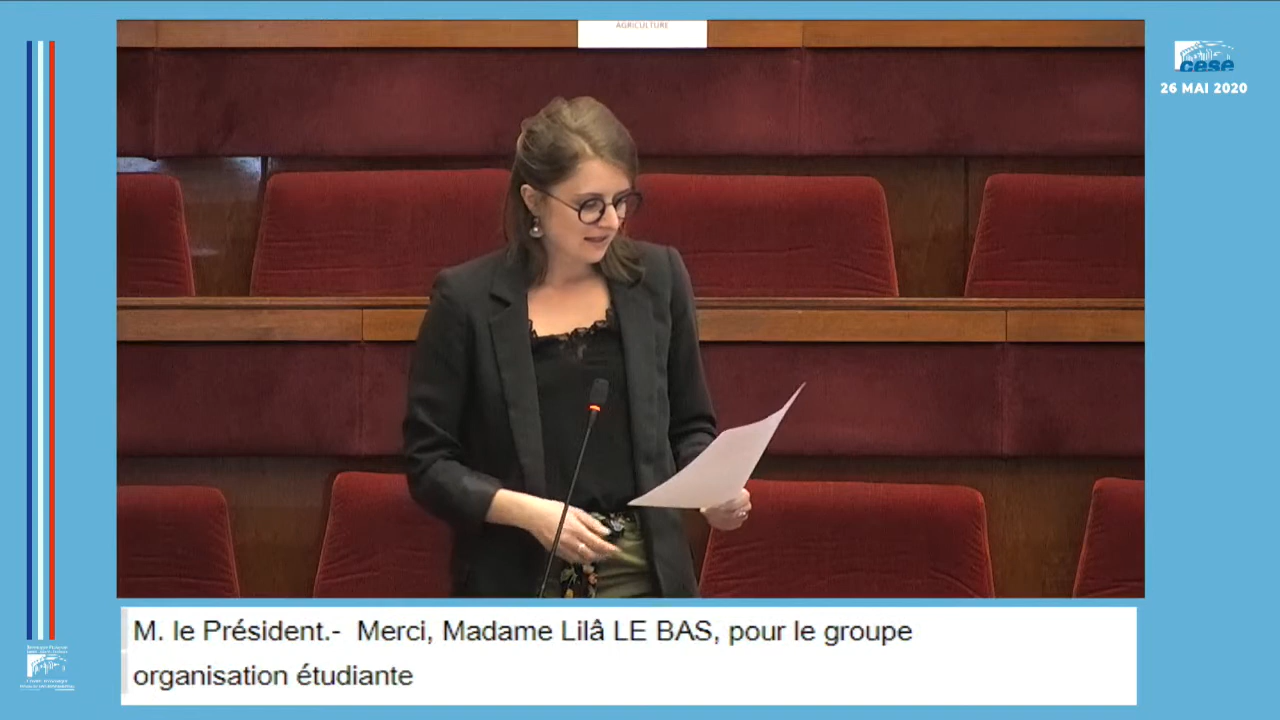 AGRICULTURE
cese
26 MAI 2020
M. le Président.- Merci, Madame Lilâ LE BAS, pour le groupe
organisation étudiante